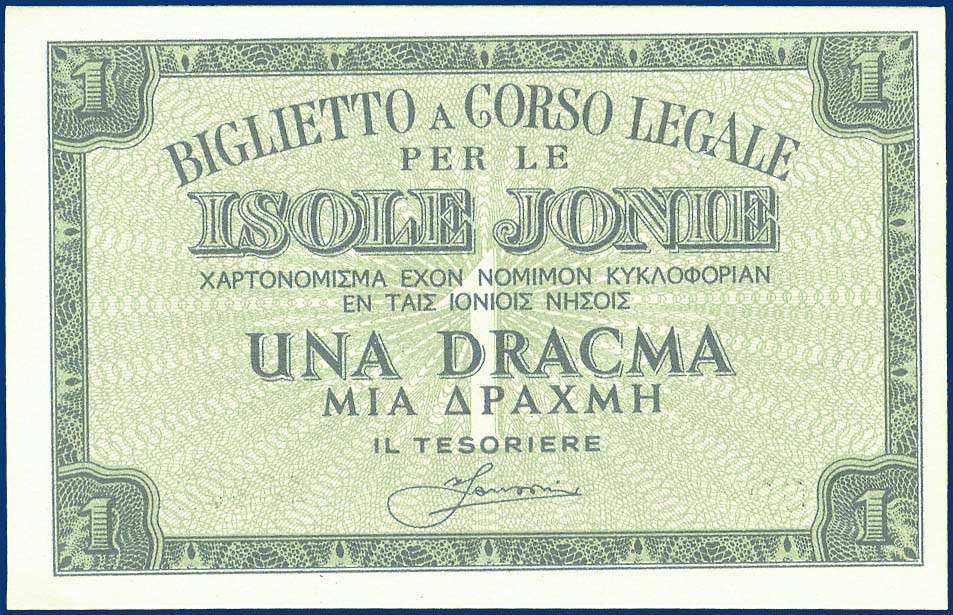 1 1
BIGLIETTO A CORSO LEGALE
PER LE
ISOLE JONIE
ΧΑΡΤΟΝΟΜΙΣΜΑ ΕΧΟΝ ΝΟΜΙΜΟΝ ΚΥΚΛΟΦΟΡΙΑΝ
ΕΝ ΤΑΙΣ ΙΟΝΙΟΙΣ ΝΗΣΟΙΣ
UNA DRACMA
ΜΙΑ ΔΡΑΧΜΗ
IL TESORIERE
1 1